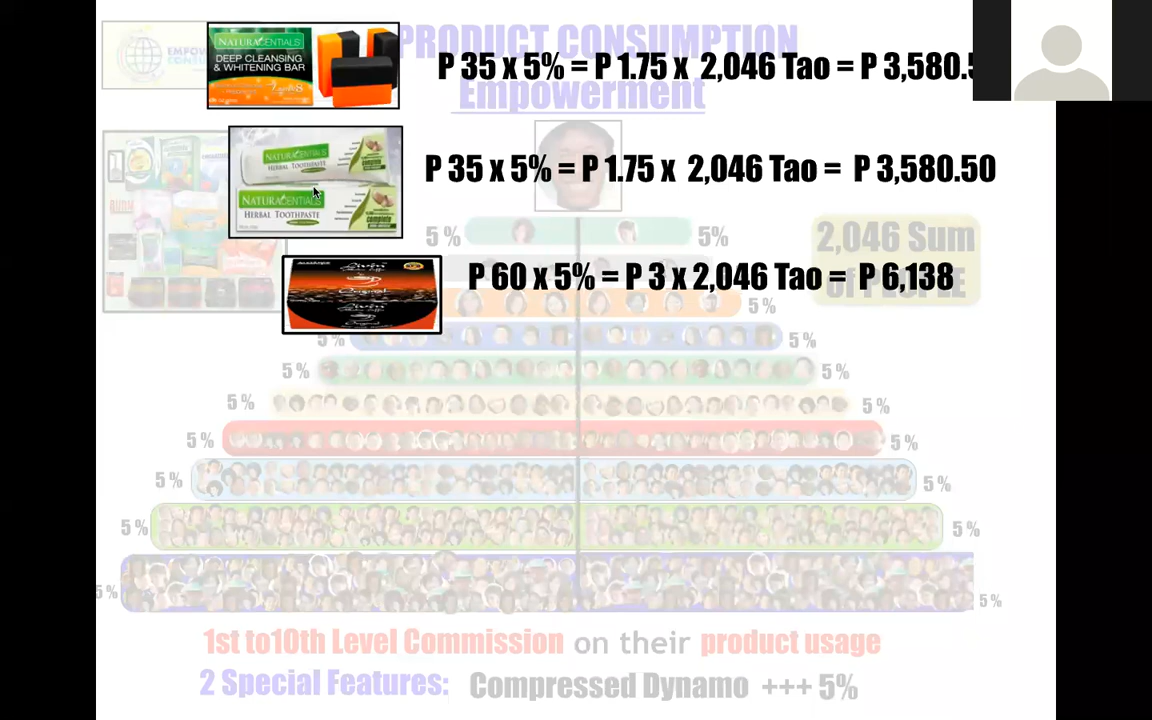 PRODUCT CONSUMPTION
Empowerment
NATURACENTIALS
DEEP CLEANSING
& WHITENING BAR
P 35 x 5% = P 1.75 x 2,046 Tao = P 3,580.5
NATURACENTIALS
HERBAL TOOTHPASTE
NATURACENTIALS
HERBAL TOOTHPASTE
complete
P 35 x 5% = P 1.75 x 2,046 Tao = P 3,580.50
5 % 5%
2,046 Sum
of PEOPLE
Original
P 60 x 5% = P 3 x 2,046 Tao = P 6,138
5 %
5 % 5 %
5 % 5 %
5 % 5 %
5 % 5 %
5 % 5 %
5 % 5 %
5 % 5 %
1st to10th Level Commission on their product usage
2 Special Features: Compressed Dynamo +++ 5%